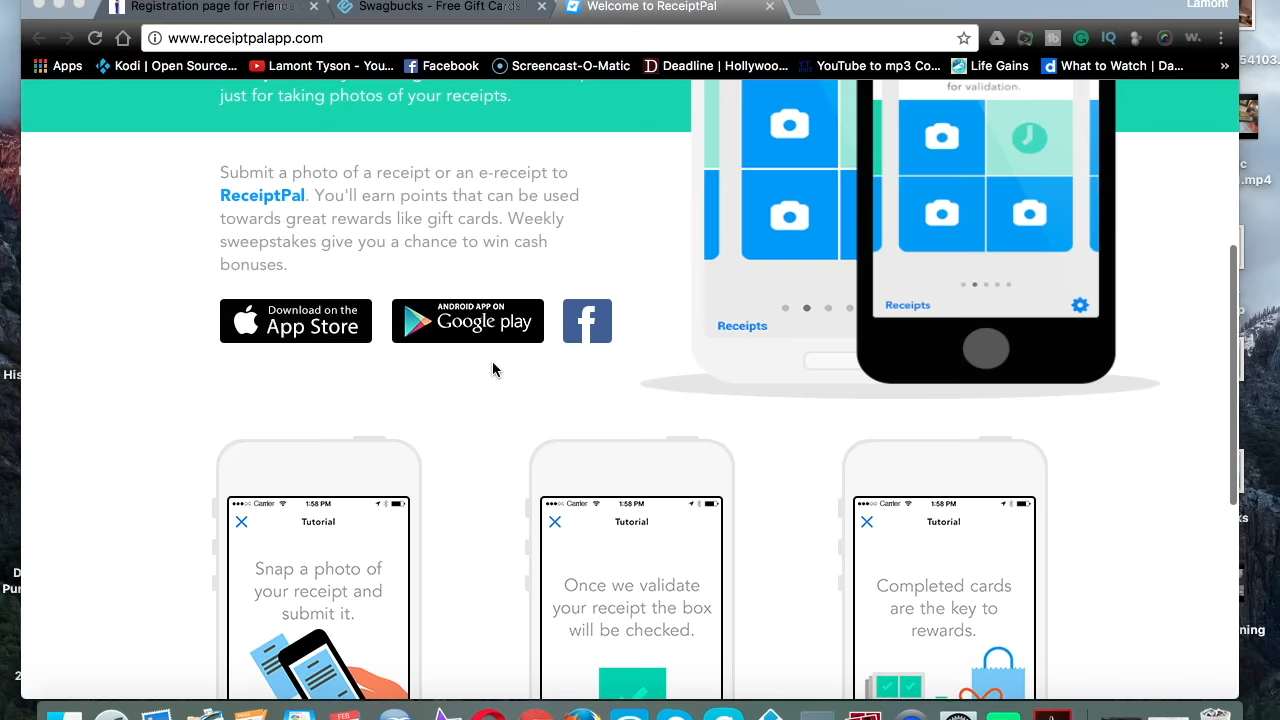 Registration page for Friends
Swagbucks - Free Gift Cards
Welcome to ReceiptPal
Lamont
www.receiptpalapp.com
Apps
Kodi | Open Source...
Lamont Tyson - You...
Facebook
Screencast-O-Matic
Deadline | Hollywoo...
YouTube to mp3 Co...
Life Gains
What to Watch | Da...
»
54103.
just for taking photos of your receipts.
for validation.
Submit a photo of a receipt or an e-receipt to
ReceiptPal. You'll earn points that can be used
towards great rewards like gift cards. Weekly
sweepstakes give you a chance to win cash
bonuses.
.mp4
Download on the
App Store
ANDROID APP ON
Google play
f
Receipts
Receipts
His
Carrier 1:58 PM
Tutorial
Snap a photo of
your receipt and
submit it.
Carrier 1:58 PM
Tutorial
Once we validate
your receipt the box
will be checked.
Carrier 1:58 PM
Tutorial
Completed cards
are the key to
rewards.
FEB